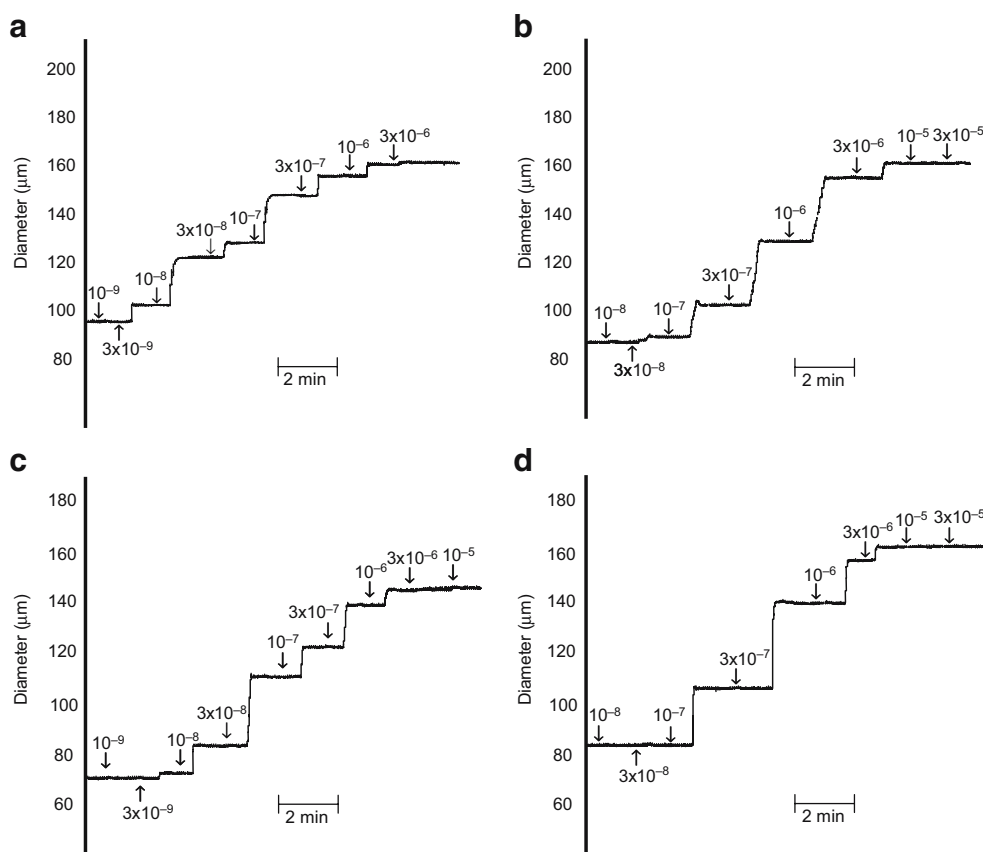 a
Diameter (μm)
200
180
160
140
120
100
80
10⁻⁹
3x10⁻⁹
10⁻⁸
3x10⁻⁸
10⁻⁷
3x10⁻⁷
10⁻⁶
3x10⁻⁶
2 min
b
Diameter (μm)
200
180
160
140
120
100
80
10⁻⁸
3x10⁻⁸
10⁻⁷
3x10⁻⁷
10⁻⁶
3x10⁻⁶
10⁻⁵
3x10⁻⁵
2 min
c
Diameter (μm)
180
160
140
120
100
80
60
10⁻⁹
3x10⁻⁹
10⁻⁸
3x10⁻⁸
10⁻⁷
3x10⁻⁷
10⁻⁶
3x10⁻⁶
10⁻⁵
2 min
d
Diameter (μm)
180
160
140
120
100
80
60
10⁻⁸
3x10⁻⁸
10⁻⁷
3x10⁻⁷
10⁻⁶
3x10⁻⁶
10⁻⁵
3x10⁻⁵
2 min